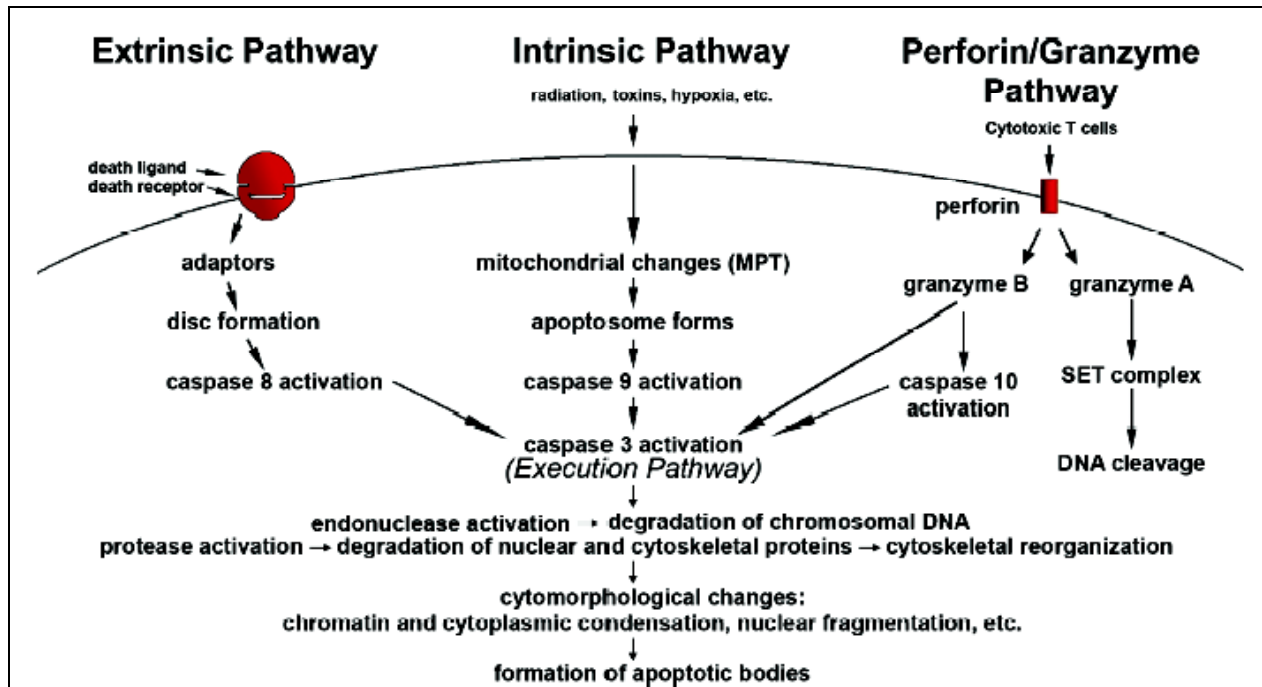 Extrinsic Pathway
Intrinsic Pathway
Perforin/Granzyme
Pathway
radiation, toxins, hypoxia, etc.
Cytotoxic T cells
death ligand
death receptor
perforin
adaptors
mitochondrial changes (MPT)
granzyme B
granzyme A
disc formation
apoptosome forms
caspase 8 activation
caspase 9 activation
caspase 10
activation
SET complex
caspase 3 activation
(Execution Pathway)
DNA cleavage
endonuclease activation → degradation of chromosomal DNA
protease activation → degradation of nuclear and cytoskeletal proteins → cytoskeletal reorganization
cytomorphological changes:
chromatin and cytoplasmic condensation, nuclear fragmentation, etc.
formation of apoptotic bodies